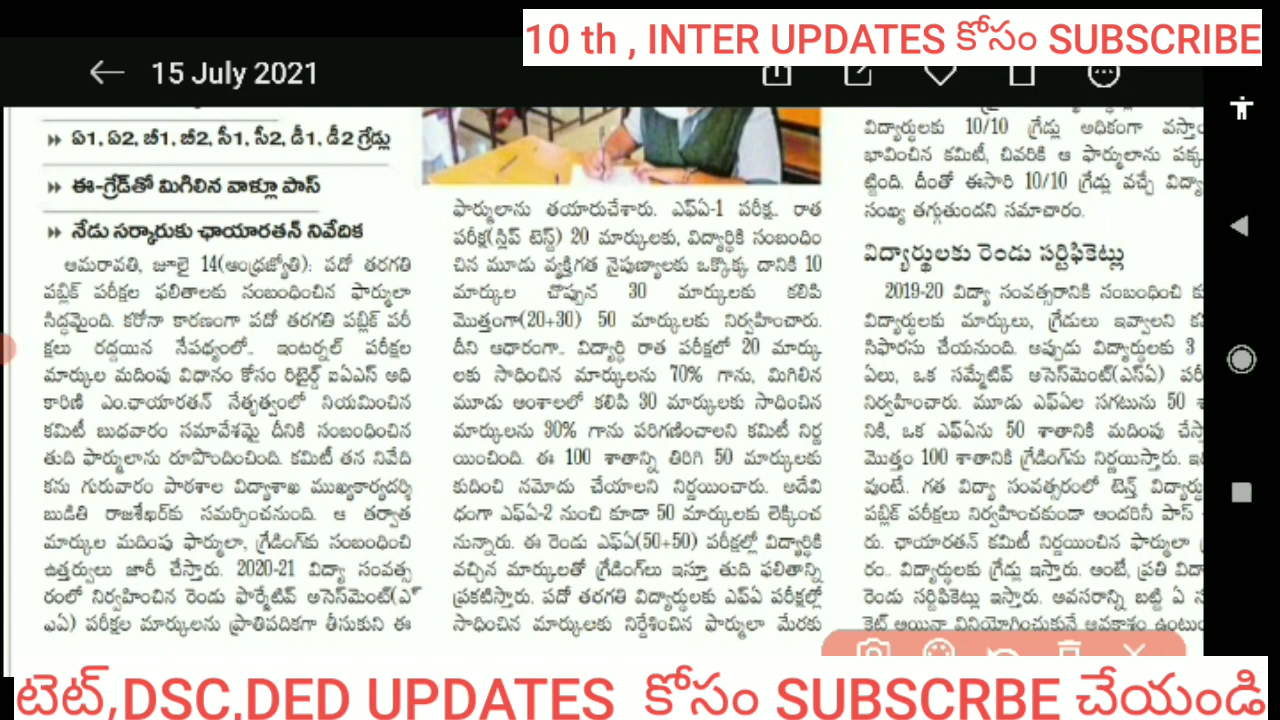 10 th , INTER UPDATES కోసం SUBSCRIBE
15 July 2021
ఏ1, ఏ2, బీ1, బీ2, సీ1, సీ2, డీ1, డీ2 గ్రేడ్లు
ఈ-గ్రేడ్‌తో మిగిలిన వాళ్లూ పాస్
నేడు సర్కారుకు ఛాయారతన్ నివేదిక
అమరావతి, జూలై 14(ఆంధ్రజ్యోతి): పదో తరగతి
పబ్లిక్ పరీక్షల ఫలితాలకు సంబంధించిన ఫార్ములా
సిద్ధమైంది. కరోనా కారణంగా పదో తరగతి పబ్లిక్ పరీ
క్షలు రద్దయిన నేపథ్యంలో.. ఇంటర్నల్ పరీక్షల
మార్కుల మదింపు విధానం కోసం రిటైర్డ్ ఐఏఎస్ అధి
కారిణి ఎం.ఛాయారతన్ నేతృత్వంలో నియమించిన
కమిటీ బుధవారం సమావేశమై దీనికి సంబంధించిన
తుది ఫార్ములాను రూపొందించింది. కమిటీ తన నివేది
కను గురువారం పాఠశాల విద్యాశాఖ ముఖ్యకార్యదర్శి
బుడితి రాజశేఖర్‌కు సమర్పించనుంది. ఆ తర్వాత
మార్కుల మదింపు ఫార్ములా, గ్రేడింగ్‌కు సంబంధించి
ఉత్తర్వులు జారీ చేస్తారు. 2020-21 విద్యా సంవత్స
రంలో నిర్వహించిన రెండు ఫార్మేటివ్ అసెస్‌మెంట్(ఎఫ్
ఎఏ) పరీక్షల మార్కులను ప్రాతిపదికగా తీసుకుని ఈ
ఫార్ములాను తయారుచేశారు. ఎఫ్ఏ-1 పరీక్ష.. రాత
పరీక్ష(స్లిప్ టెస్ట్) 20 మార్కులకు, విద్యార్థికి సంబంధిం
చిన మూడు వ్యక్తిగత నైపుణ్యాలకు ఒక్కొక్క దానికి 10
మార్కుల చొప్పున 30 మార్కులకు కలిపి
మొత్తంగా(20+30) 50 మార్కులకు నిర్వహించారు.
దీని ఆధారంగా.. విద్యార్థి రాత పరీక్షలో 20 మార్కు
లకు సాధించిన మార్కులను 70% గాను, మిగిలిన
మూడు అంశాలలో కలిపి 30 మార్కులకు సాధించిన
మార్కులను 30% గాను పరిగణించాలని కమిటీ నిర్ణ
యించింది. ఈ 100 శాతాన్ని తిరిగి 50 మార్కులకు
కుదించి నమోదు చేయాలని నిర్ణయించారు. అదేవి
ధంగా ఎఫ్ఏ-2 నుంచి కూడా 50 మార్కులకు లెక్కించ
నున్నారు. ఈ రెండు ఎఫ్ఏ(50+50) పరీక్షల్లో విద్యార్థికి
వచ్చిన మార్కులతో గ్రేడింగ్‌లు ఇస్తూ తుది ఫలితాన్ని
ప్రకటిస్తారు. పదో తరగతి విద్యార్థులకు ఎఫ్ఏ పరీక్షల్లో
సాధించిన మార్కులకు నిర్దేశించిన ఫార్ములా మేరకు
విద్యార్థులకు 10/10 గ్రేడ్లు అధికంగా
భావించిన కమిటీ, చివరికి ఆ ఫార్ములాను
ట్టింది. దీంతో ఈసారి 10/10 గ్రేడ్లు వచ్చే
సంఖ్య తగ్గుతుందని సమాచారం.
విద్యార్థులకు రెండు సర్టిఫికెట్లు
2019-20 విద్యా సంవత్సరానికి సంబంధించి
విద్యార్థులకు మార్కులు, గ్రేడులు ఇవ్వాలని
సిఫారసు చేయనుంది. అప్పుడు విద్యార్థులకు 3
ఏలు, ఒక సమ్మేటివ్ అసెస్‌మెంట్(ఎస్ఏ)
నిర్వహించారు. మూడు ఎఫ్ఏల సగటును 50
నికి, ఒక ఎఫ్ఏను 50 శాతానికి మదింపు
మొత్తం 100 శాతానికి గ్రేడింగ్‌ను నిర్ణయిస్తారు.
వుంటే.. గత విద్యా సంవత్సరంలో టెన్త్
పబ్లిక్ పరీక్షలు నిర్వహించకుండా అందరినీ పాస్
రు. ఛాయారతన్ కమిటీ నిర్ణయించిన ఫార్ములా
రం.. విద్యార్థులకు గ్రేడ్లు ఇస్తారు. అంటే, ప్రతి
రెండు సర్టిఫికెట్లు ఇస్తారు. అవసరాన్ని బట్టి ఏ
కెట్ అయినా వినియోగించుకునే అవకాశం
టెట్,DSC,DED UPDATES కోసం SUBSCRBE చేయండి